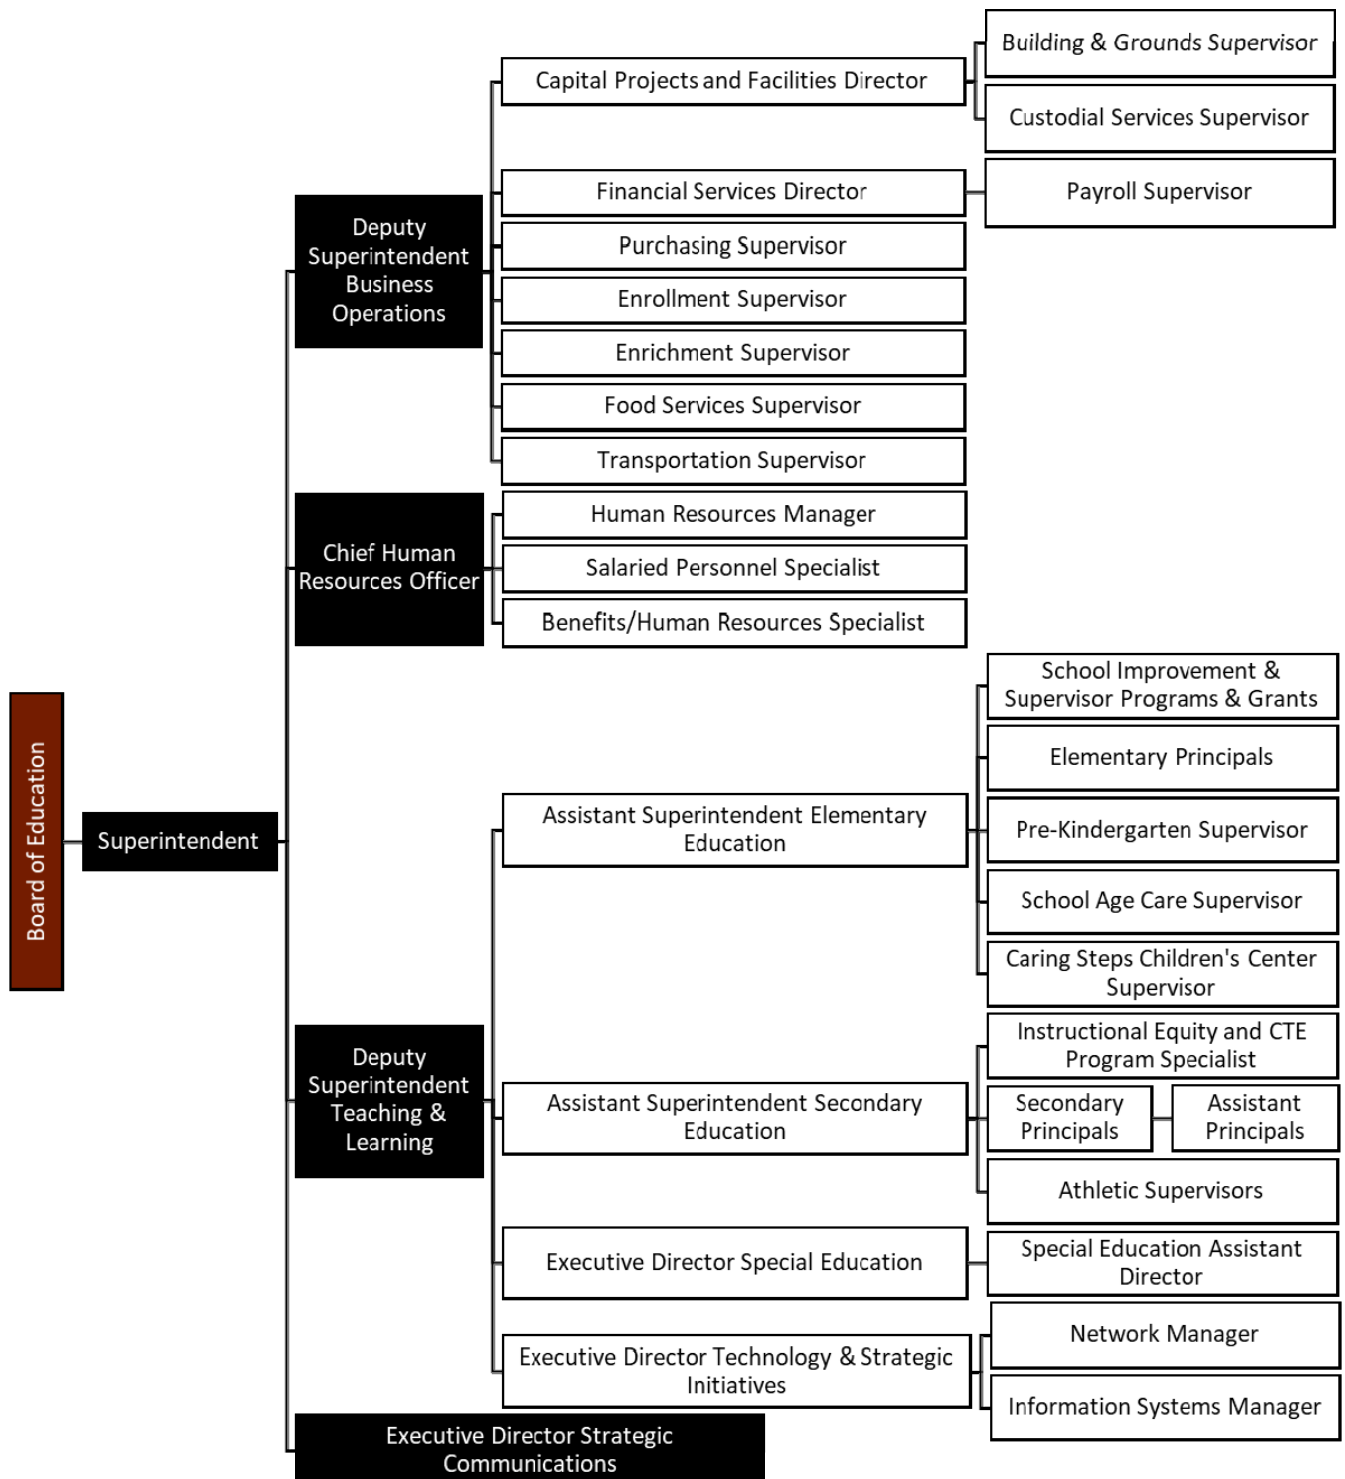 Board of Education
Superintendent
Deputy
Superintendent
Business
Operations
Capital Projects and Facilities Director
Building & Grounds Supervisor
Custodial Services Supervisor
Financial Services Director
Payroll Supervisor
Purchasing Supervisor
Enrollment Supervisor
Enrichment Supervisor
Food Services Supervisor
Transportation Supervisor
Chief Human
Resources Officer
Human Resources Manager
Salaried Personnel Specialist
Benefits/Human Resources Specialist
Deputy
Superintendent
Teaching &
Learning
Assistant Superintendent Elementary
Education
School Improvement &
Supervisor Programs & Grants
Elementary Principals
Pre-Kindergarten Supervisor
School Age Care Supervisor
Caring Steps Children's Center
Supervisor
Assistant Superintendent Secondary
Education
Instructional Equity and CTE
Program Specialist
Secondary
Principals
Assistant
Principals
Athletic Supervisors
Executive Director Special Education
Special Education Assistant
Director
Executive Director Technology & Strategic
Initiatives
Network Manager
Information Systems Manager
Executive Director Strategic
Communications